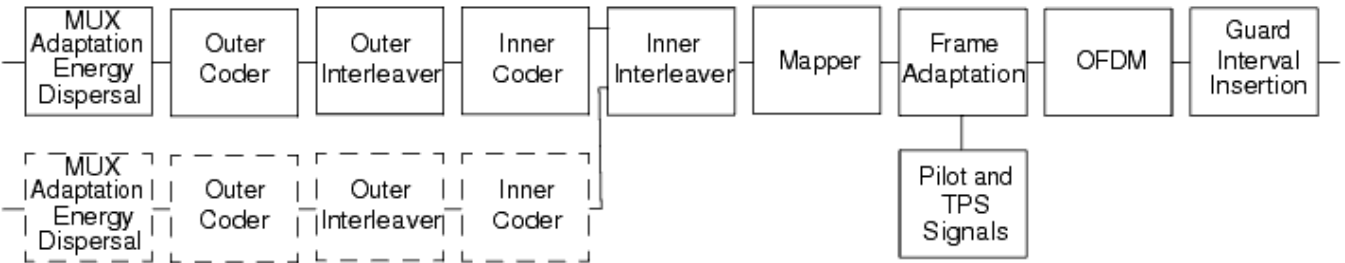 MUX
Adaptation
Energy
Dispersal
Outer
Coder
Outer
Interleaver
Inner
Coder
Inner
Interleaver
Mapper
Frame
Adaptation
OFDM
Guard
Interval
Insertion
MUX
Adaptation
Energy
Dispersal
Outer
Coder
Outer
Interleaver
Inner
Coder
Pilot and
TPS
Signals